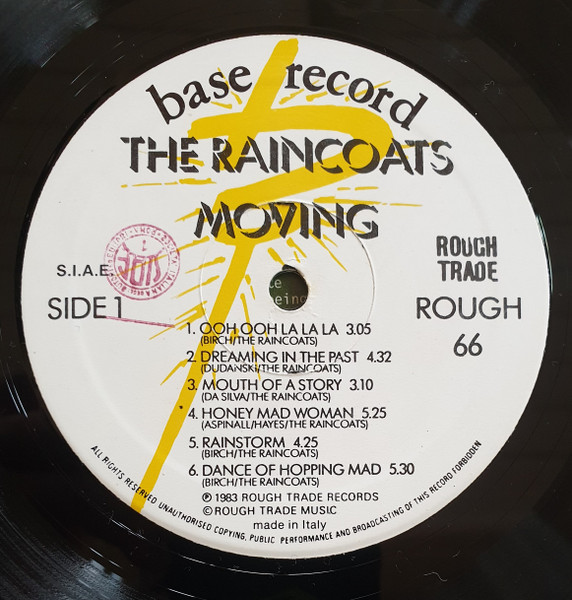 base record
THE RAINCOATS
MOVING
S.I.A.E.
ROUGH
TRADE
SIDE 1
ROUGH
66
1. OOH OOH LA LA LA 3.05
(BIRCH/THE RAINCOATS)
2. DREAMING IN THE PAST 4.32
(DUDANSKI/THE RAINCOATS)
3. MOUTH OF A STORY 3.10
(DA SILVA/THE RAINCOATS)
4. HONEY MAD WOMAN 5.25
(ASPINALL/HAYES/THE RAINCOATS)
5. RAINSTORM 4.25
(BIRCH/THE RAINCOATS)
6. DANCE OF HOPPING MAD 5.30
(BIRCH/THE RAINCOATS)
℗ 1983 ROUGH TRADE RECORDS
© ROUGH TRADE MUSIC
made in Italy
ALL RIGHTS RESERVED UNAUTHORISED COPYING, PUBLIC PERFORMANCE AND BROADCASTING OF THIS RECORD FORBIDDEN